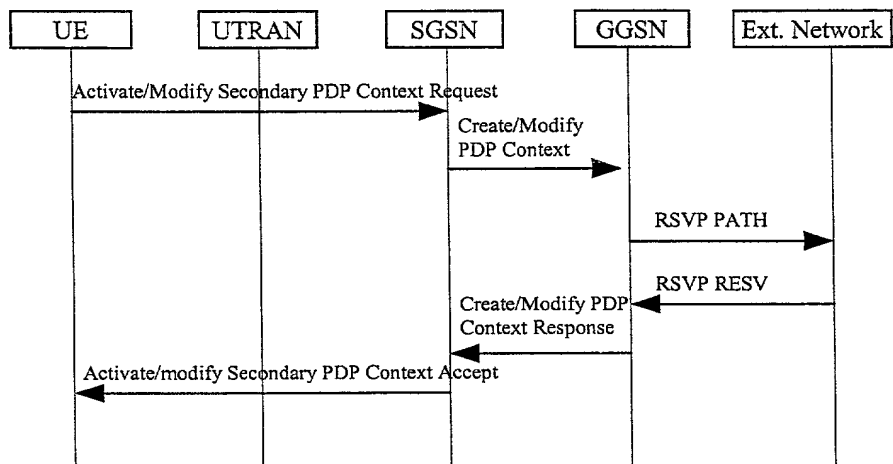 UE
UTRAN
SGSN
GGSN
Ext. Network
Activate/Modify Secondary PDP Context Request
Create/Modify
PDP Context
RSVP PATH
RSVP RESV
Create/Modify PDP
Context Response
Activate/modify Secondary PDP Context Accept